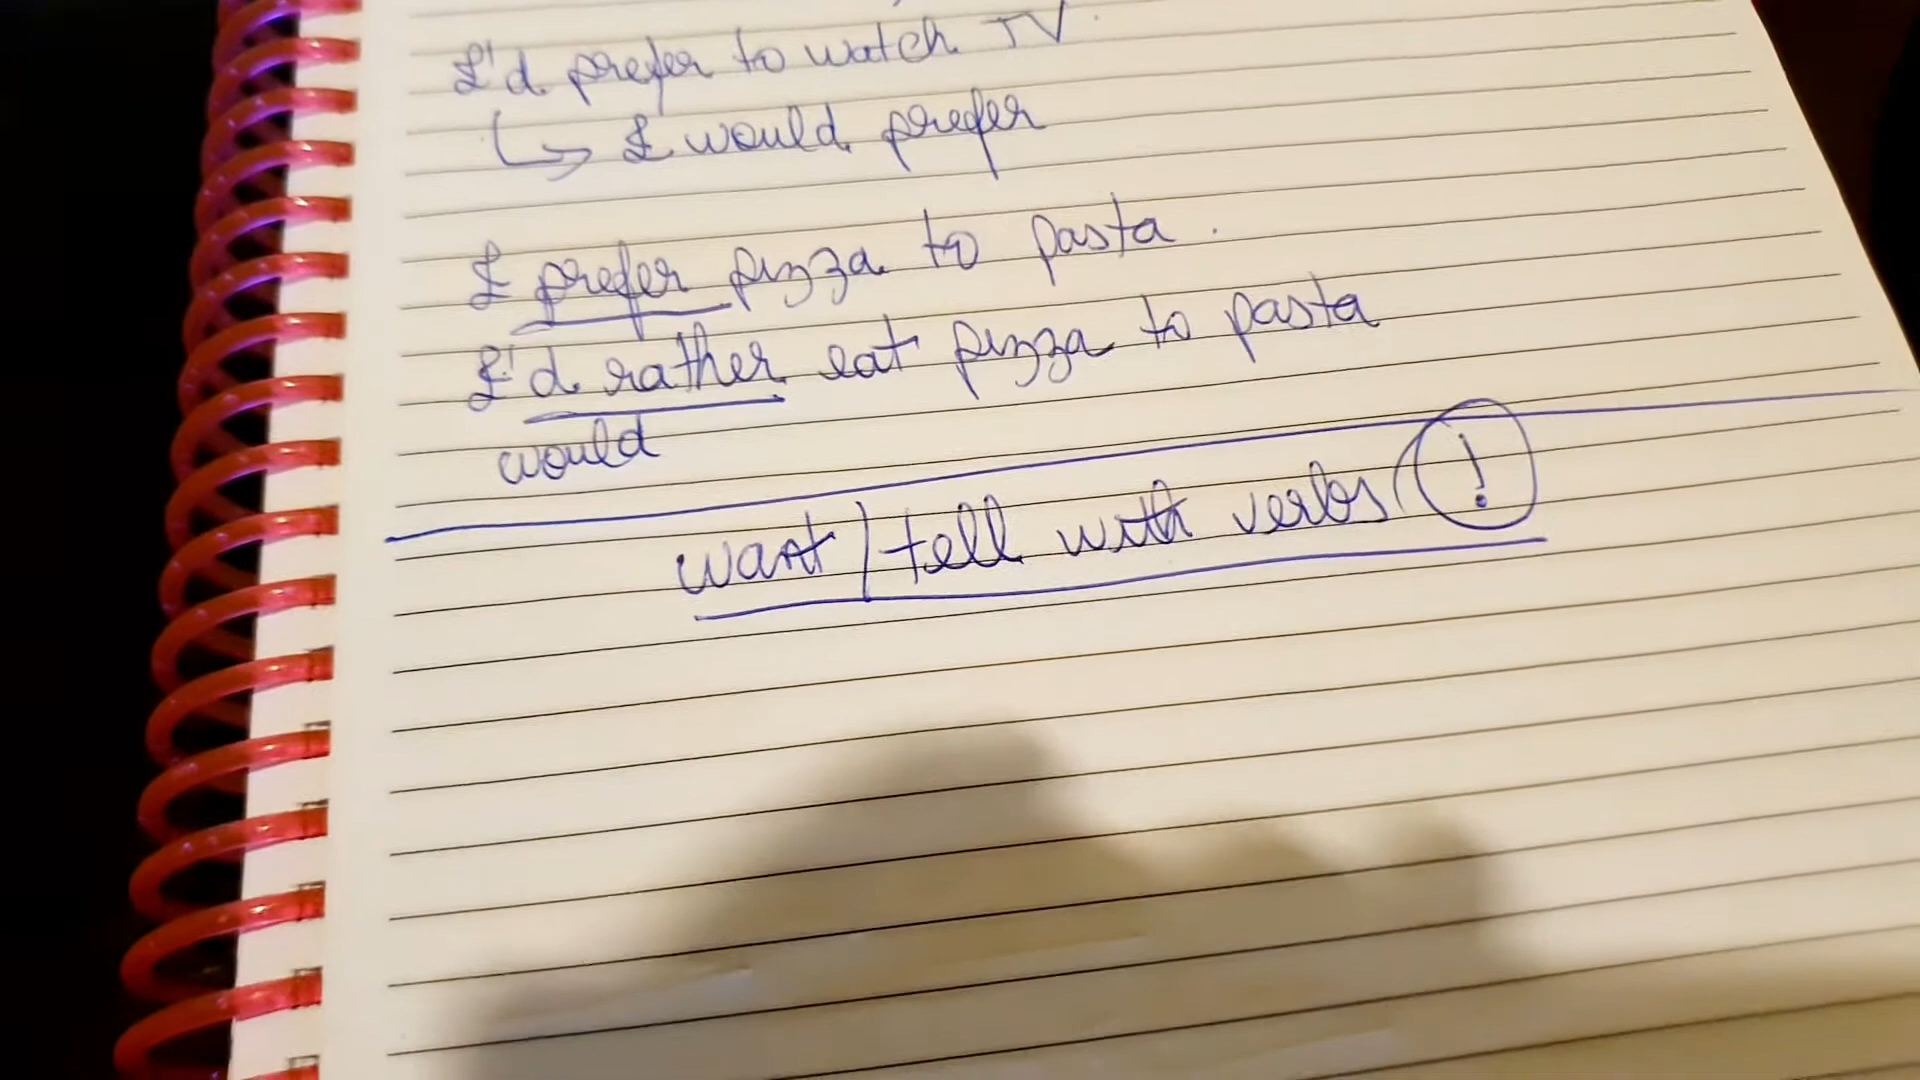 I'd prefer to watch TV.
↳ I would prefer
I prefer pizza to pasta.
I'd rather eat pizza to pasta
would
want/tell with verbs (!)